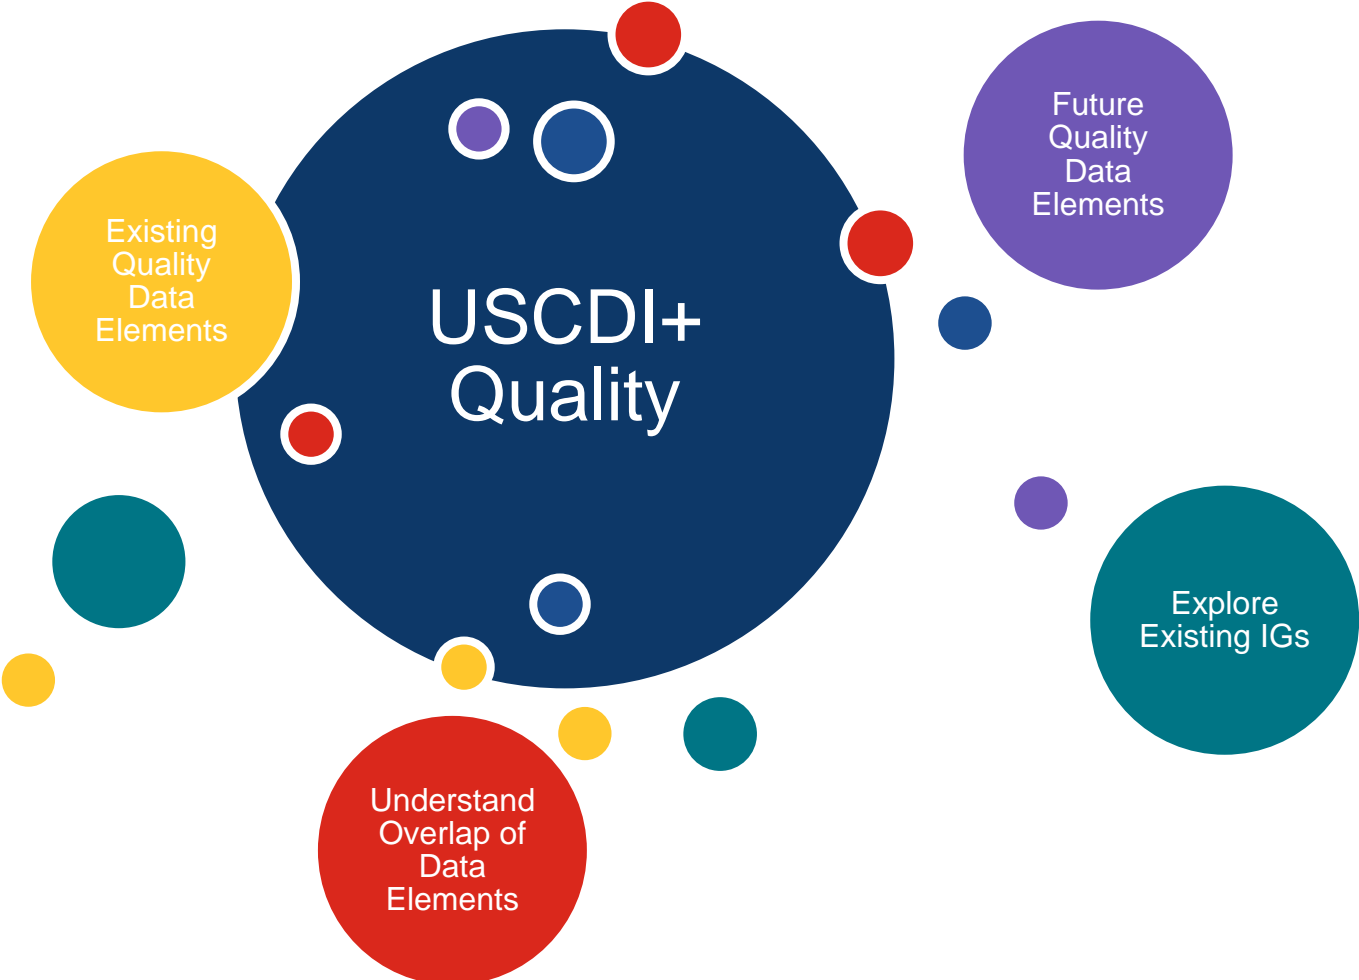 Future
Quality
Data
Elements
Existing
Quality
Data
Elements
USCDI+
Quality
Explore
Existing IGs
Understand
Overlap of
Data
Elements